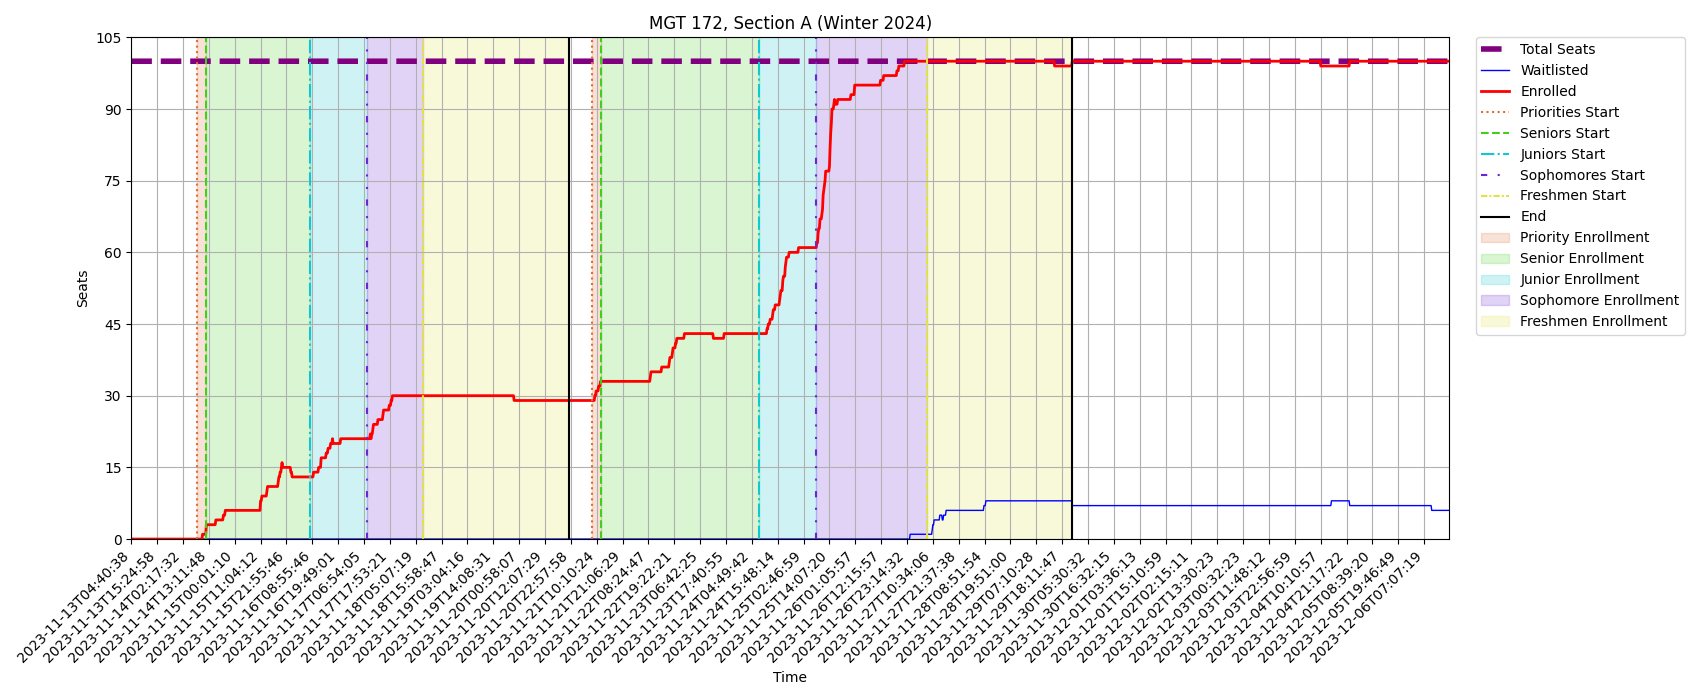 MGT 172, Section A (Winter 2024)
105
90
75
60
45
30
15
0
Seats
2023-11-13T04:40:38
2023-11-13T15:24:58
2023-11-14T02:17:32
2023-11-14T13:11:48
2023-11-15T00:01:10
2023-11-15T11:04:12
2023-11-15T21:55:46
2023-11-16T08:55:46
2023-11-16T19:49:01
2023-11-17T06:54:05
2023-11-17T17:53:21
2023-11-18T05:07:19
2023-11-18T15:58:47
2023-11-19T03:04:16
2023-11-19T14:08:31
2023-11-20T00:58:07
2023-11-20T12:07:29
2023-11-20T22:57:58
2023-11-21T10:10:24
2023-11-21T21:06:29
2023-11-22T08:24:47
2023-11-22T19:22:21
2023-11-23T06:42:25
2023-11-23T17:40:55
2023-11-24T04:49:42
2023-11-24T15:48:14
2023-11-25T02:46:59
2023-11-25T14:07:20
2023-11-26T01:05:57
2023-11-26T12:15:57
2023-11-26T23:14:32
2023-11-27T10:34:06
2023-11-27T21:37:38
2023-11-28T08:51:54
2023-11-28T19:51:00
2023-11-29T07:10:28
2023-11-29T18:11:47
2023-11-30T05:30:32
2023-11-30T16:32:15
2023-12-01T03:36:13
2023-12-01T15:10:59
2023-12-02T02:15:11
2023-12-02T13:30:23
2023-12-03T00:32:23
2023-12-03T11:48:12
2023-12-03T22:56:59
2023-12-04T10:10:57
2023-12-04T21:17:22
2023-12-05T08:39:20
2023-12-05T19:46:49
2023-12-06T07:07:19
Time
Total Seats
Waitlisted
Enrolled
Priorities Start
Seniors Start
Juniors Start
Sophomores Start
Freshmen Start
End
Priority Enrollment
Senior Enrollment
Junior Enrollment
Sophomore Enrollment
Freshmen Enrollment